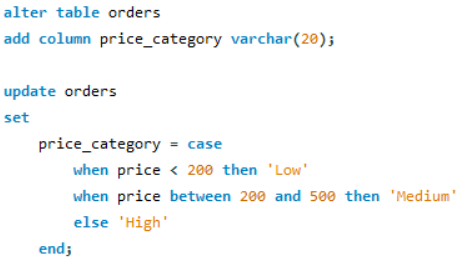 alter table orders
add column price_category varchar(20);

update orders
set
    price_category = case
        when price < 200 then 'Low'
        when price between 200 and 500 then 'Medium'
        else 'High'
    end;